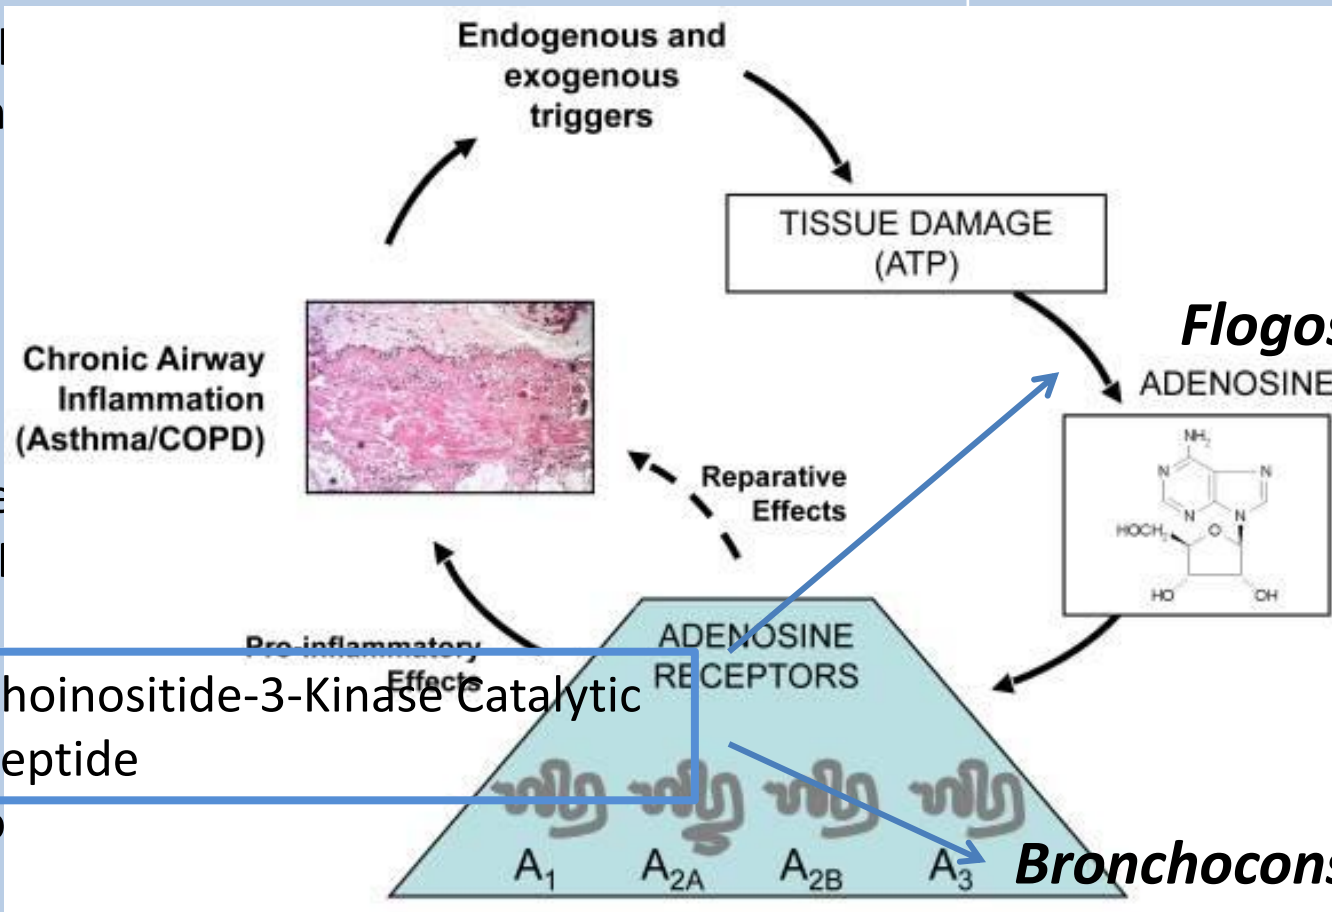 Endogenous and
exogenous
triggers
TISSUE DAMAGE
(ATP)
Flogos
ADENOSINE
NH2
N
N
N
N
HOCH2
O
HO
OH
Chronic Airway
Inflammation
(Asthma/COPD)
Reparative
Effects
Pro-inflammatory
Effects
ADENOSINE
RECEPTORS
hoinositide-3-Kinase Catalytic
eptide
A1
A2A
A2B
A3
Bronchocons